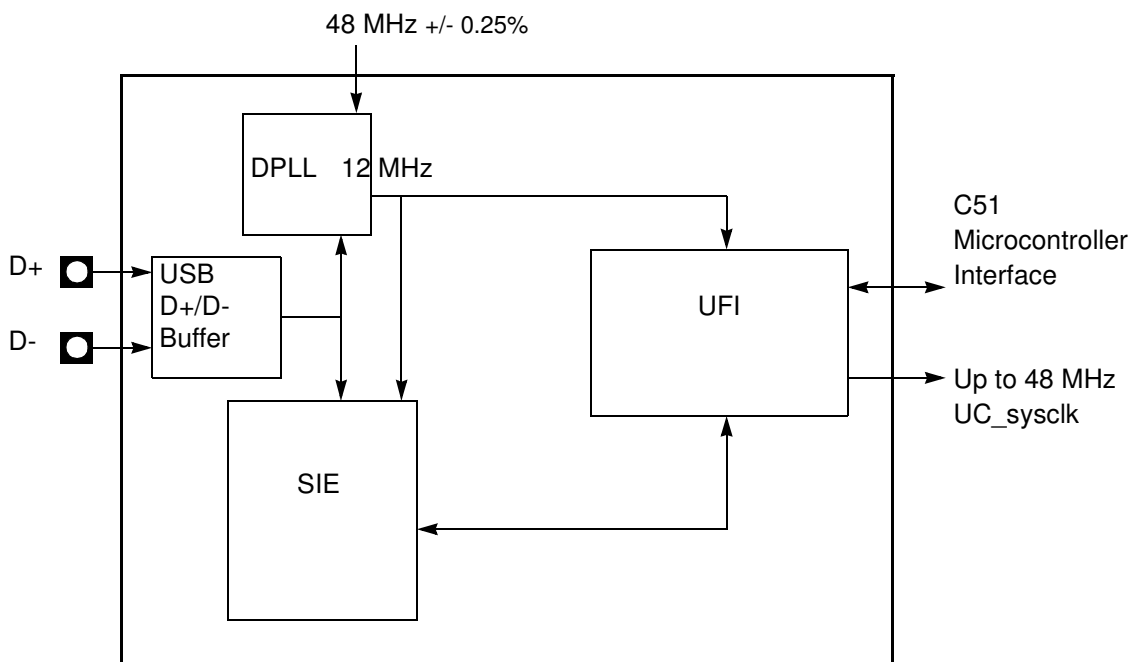 48 MHz +/- 0.25%
DPLL 12 MHz
C51
Microcontroller
Interface
D+
USB
D+/D-
Buffer
UFI
D-
Up to 48 MHz
UC_sysclk
SIE